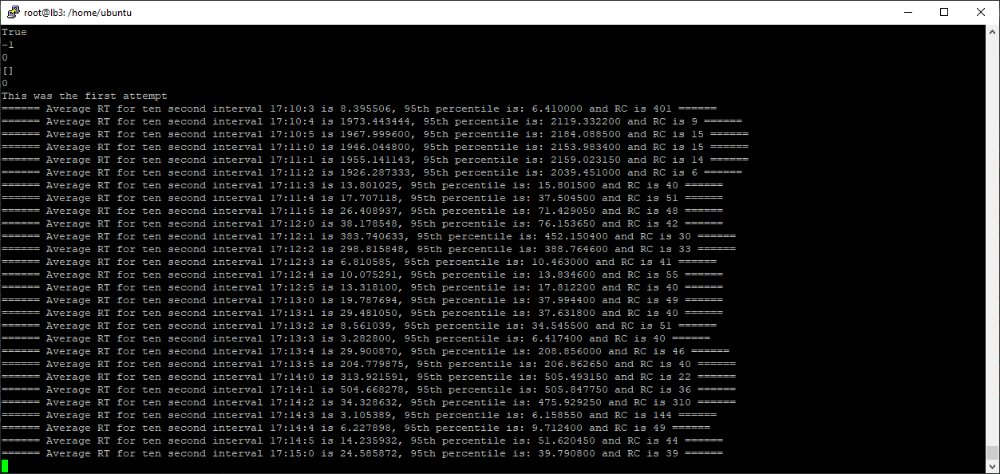 root@lb3: /home/ubuntu
True
-1
0
[]
0
This was the first attempt
====== Average RT for ten second interval 17:10:3 is 8.395506, 95th percentile is: 6.410000 and RC is 401 ======
====== Average RT for ten second interval 17:10:4 is 1973.443444, 95th percentile is: 2119.332200 and RC is 9 ======
====== Average RT for ten second interval 17:10:5 is 1967.999600, 95th percentile is: 2184.088500 and RC is 15 ======
====== Average RT for ten second interval 17:11:0 is 1946.044800, 95th percentile is: 2153.983400 and RC is 15 ======
====== Average RT for ten second interval 17:11:1 is 1955.141143, 95th percentile is: 2159.023150 and RC is 14 ======
====== Average RT for ten second interval 17:11:2 is 1926.287333, 95th percentile is: 2039.451000 and RC is 6 ======
====== Average RT for ten second interval 17:11:3 is 13.801025, 95th percentile is: 15.801500 and RC is 40 ======
====== Average RT for ten second interval 17:11:4 is 17.707118, 95th percentile is: 37.504500 and RC is 51 ======
====== Average RT for ten second interval 17:11:5 is 26.408937, 95th percentile is: 71.429050 and RC is 48 ======
====== Average RT for ten second interval 17:12:0 is 38.178548, 95th percentile is: 76.153650 and RC is 42 ======
====== Average RT for ten second interval 17:12:1 is 383.740633, 95th percentile is: 452.150400 and RC is 30 ======
====== Average RT for ten second interval 17:12:2 is 298.815848, 95th percentile is: 388.764600 and RC is 33 ======
====== Average RT for ten second interval 17:12:3 is 6.810585, 95th percentile is: 10.463000 and RC is 41 ======
====== Average RT for ten second interval 17:12:4 is 10.075291, 95th percentile is: 13.834600 and RC is 55 ======
====== Average RT for ten second interval 17:12:5 is 13.318100, 95th percentile is: 17.812200 and RC is 40 ======
====== Average RT for ten second interval 17:13:0 is 19.787694, 95th percentile is: 37.994400 and RC is 49 ======
====== Average RT for ten second interval 17:13:1 is 29.481050, 95th percentile is: 37.631800 and RC is 40 ======
====== Average RT for ten second interval 17:13:2 is 8.561039, 95th percentile is: 34.545500 and RC is 51 ======
====== Average RT for ten second interval 17:13:3 is 3.282800, 95th percentile is: 6.417400 and RC is 40 ======
====== Average RT for ten second interval 17:13:4 is 29.900870, 95th percentile is: 208.856000 and RC is 46 ======
====== Average RT for ten second interval 17:13:5 is 204.779875, 95th percentile is: 206.862650 and RC is 40 ======
====== Average RT for ten second interval 17:14:0 is 313.921591, 95th percentile is: 505.493150 and RC is 22 ======
====== Average RT for ten second interval 17:14:1 is 504.668278, 95th percentile is: 505.847750 and RC is 36 ======
====== Average RT for ten second interval 17:14:2 is 34.328632, 95th percentile is: 475.929250 and RC is 310 ======
====== Average RT for ten second interval 17:14:3 is 3.105389, 95th percentile is: 6.158550 and RC is 144 ======
====== Average RT for ten second interval 17:14:4 is 6.227898, 95th percentile is: 9.712400 and RC is 49 ======
====== Average RT for ten second interval 17:14:5 is 14.235932, 95th percentile is: 51.620450 and RC is 44 ======
====== Average RT for ten second interval 17:15:0 is 24.585872, 95th percentile is: 39.790800 and RC is 39 ======